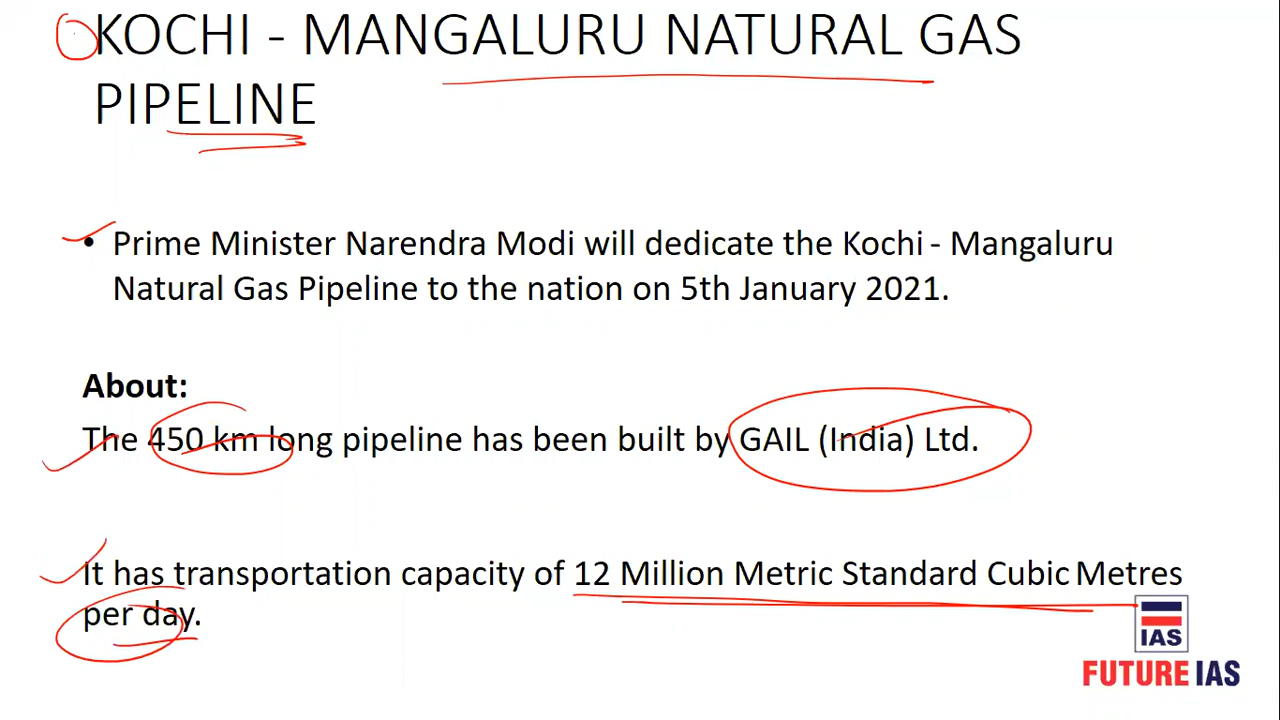 KOCHI - MANGALURU NATURAL GAS
PIPELINE
• Prime Minister Narendra Modi will dedicate the Kochi - Mangaluru
Natural Gas Pipeline to the nation on 5th January 2021.
About:
The 450 km long pipeline has been built by GAIL (India) Ltd.
It has transportation capacity of 12 Million Metric Standard Cubic Metres
per day.
IAS
FUTURE IAS